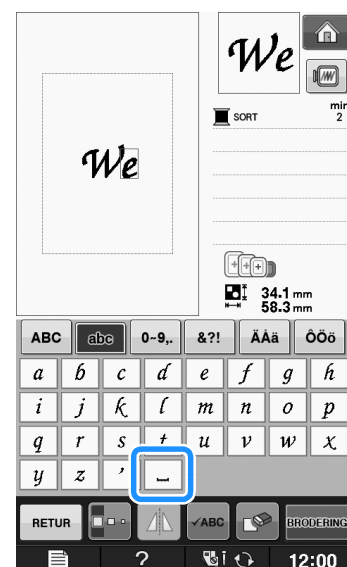 We
min
SORT 2
We
34.1 mm
58.3 mm
ABC abc 0~9,. &?! ÄÅä ÔÖö
a b c d e f g h
i j k l m n o p
q r s t u v w x
y z ’ ␣
RETUR ✓ABC BRODERING
? 12:00